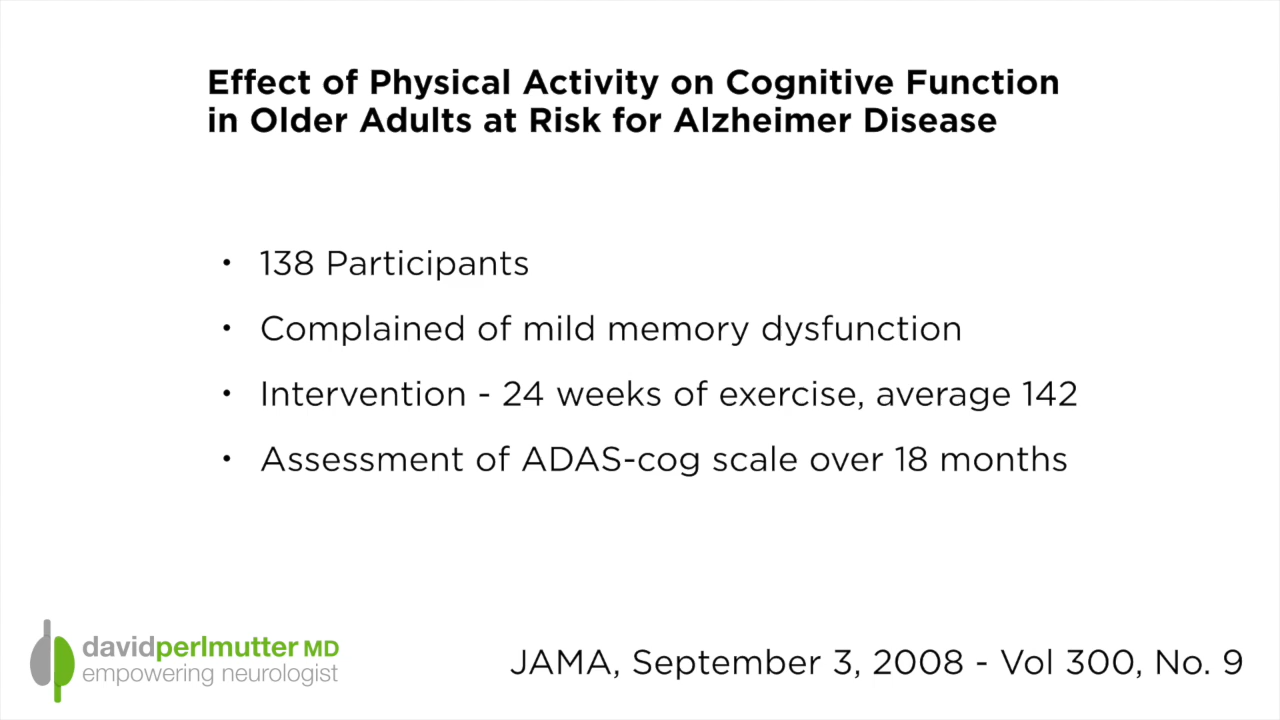 Effect of Physical Activity on Cognitive Function
in Older Adults at Risk for Alzheimer Disease
• 138 Participants
• Complained of mild memory dysfunction
• Intervention - 24 weeks of exercise, average 142
• Assessment of ADAS-cog scale over 18 months
davidperlmutter MD
empowering neurologist
JAMA, September 3, 2008 - Vol 300, No. 9